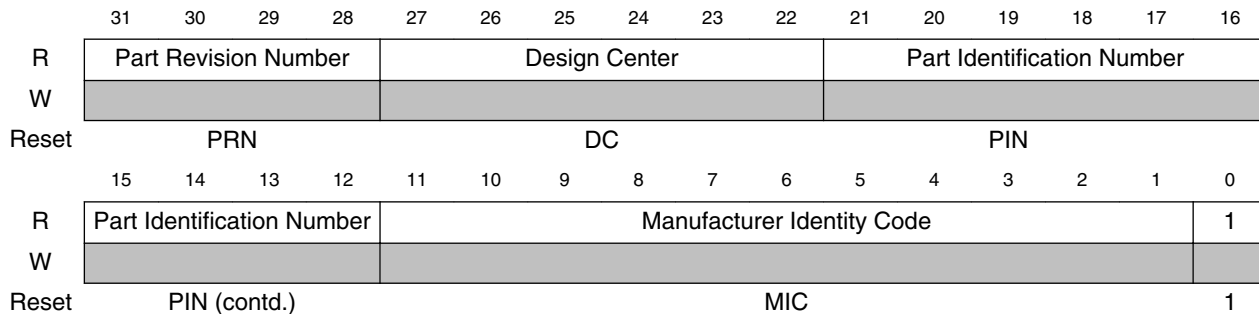 31 30 29 28 27 26 25 24 23 22 21 20 19 18 17 16
R Part Revision Number Design Center Part Identification Number
W
Reset PRN DC PIN
15 14 13 12 11 10 9 8 7 6 5 4 3 2 1 0
R Part Identification Number Manufacturer Identity Code 1
W
Reset PIN (contd.) MIC 1